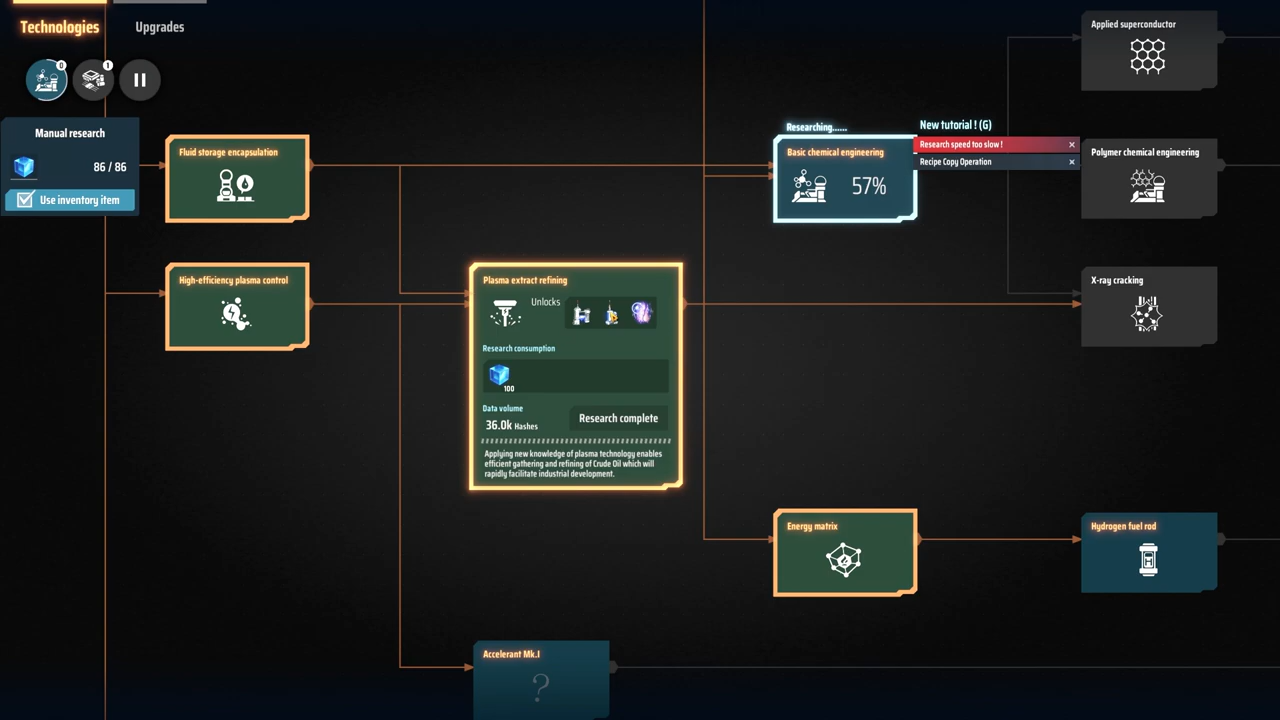 Technologies
Upgrades
0
1
Manual research
86 / 86
Use inventory item
Fluid storage encapsulation
High-efficiency plasma control
Plasma extract refining
Unlocks
Research consumption
100
Data volume
36.0k Hashes
Research complete
Applying new knowledge of plasma technology enables
efficient gathering and refining of Crude Oil which will
rapidly facilitate industrial development.
Researching......
Basic chemical engineering
57%
New tutorial ! (G)
Research speed too slow !
Recipe Copy Operation
Applied superconductor
Polymer chemical engineering
X-ray cracking
Energy matrix
Hydrogen fuel rod
H
Accelerant Mk.I
?